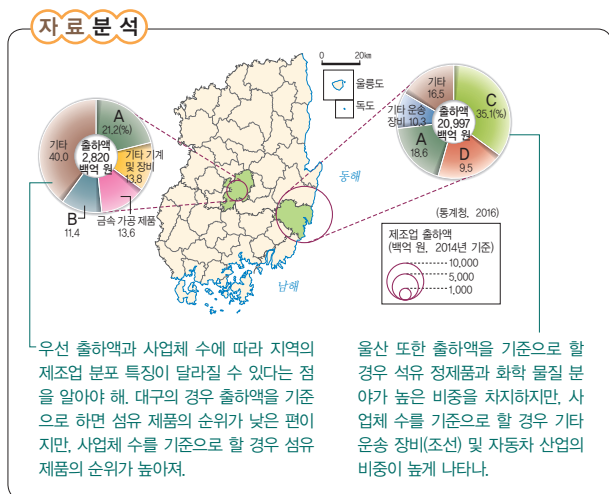 자료분석
0 20km
울릉도
독도
동해
남해
A
21.2(%)
기타 기계
및 장비
13.8
금속 가공 제품
13.6
B
11.4
기타
40.0
출하액
2,820
백억 원
C
35.1(%)
D
9.5
A
18.6
기타 운송
장비 10.3
기타
16.5
출하액
20,997
백억 원
(통계청, 2016)
제조업 출하액
(백억 원, 2014년 기준)
10,000
5,000
1,000
우선 출하액과 사업체 수에 따라 지역의
제조업 분포 특징이 달라질 수 있다는 점
을 알아야 해. 대구의 경우 출하액을 기준
으로 하면 섬유 제품의 순위가 낮은 편이
지만, 사업체 수를 기준으로 할 경우 섬유
제품의 순위가 높아져.
울산 또한 출하액을 기준으로 할
경우 석유 정제품과 화학 물질 분
야가 높은 비중을 차지하지만, 사
업체 수를 기준으로 할 경우 기타
운송 장비(조선) 및 자동차 산업의
비중이 높게 나타나.